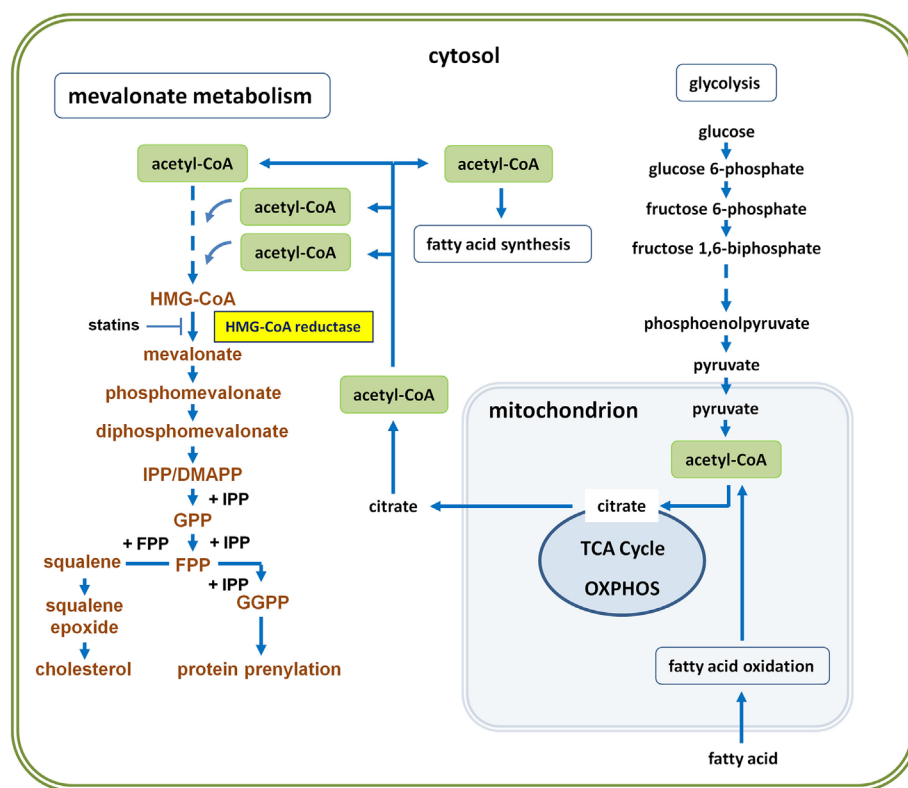 cytosol
mevalonate metabolism
acetyl-CoA
acetyl-CoA
acetyl-CoA
acetyl-CoA
fatty acid synthesis
HMG-CoA
statins
HMG-CoA reductase
mevalonate
phosphomevalonate
diphosphomevalonate
IPP/DMAPP
+ IPP
GPP
+ FPP
+ IPP
squalene
FPP
+ IPP
GGPP
squalene
epoxide
cholesterol
protein prenylation
acetyl-CoA
citrate
glycolysis
glucose
glucose 6-phosphate
fructose 6-phosphate
fructose 1,6-biphosphate
phosphoenolpyruvate
pyruvate
mitochondrion
pyruvate
acetyl-CoA
citrate
TCA Cycle
OXPHOS
fatty acid oxidation
fatty acid